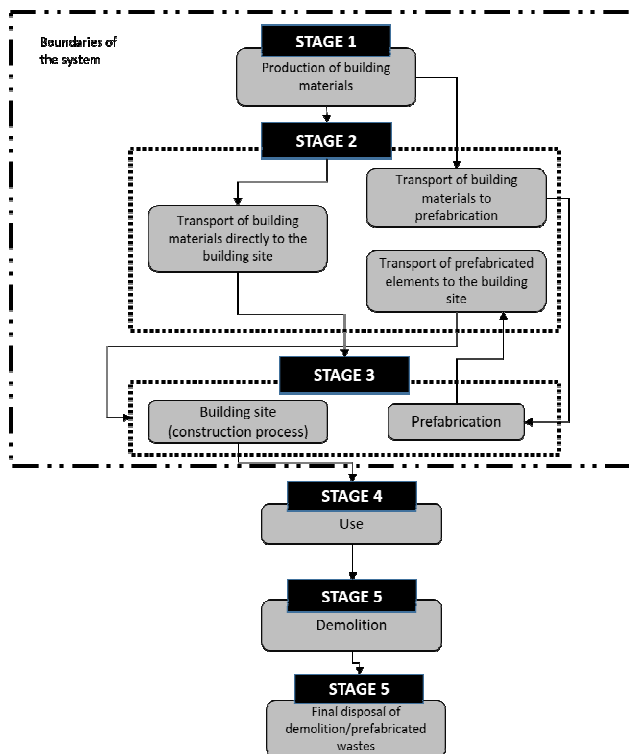 Boundaries of
the system
STAGE 1
Production of building
materials
STAGE 2
Transport of building
materials to
prefabrication
Transport of building
materials directly to the
building site
Transport of prefabricated
elements to the building
site
STAGE 3
Building site
(construction process)
Prefabrication
STAGE 4
Use
STAGE 5
Demolition
STAGE 5
Final disposal of
demolition/prefabricated
wastes